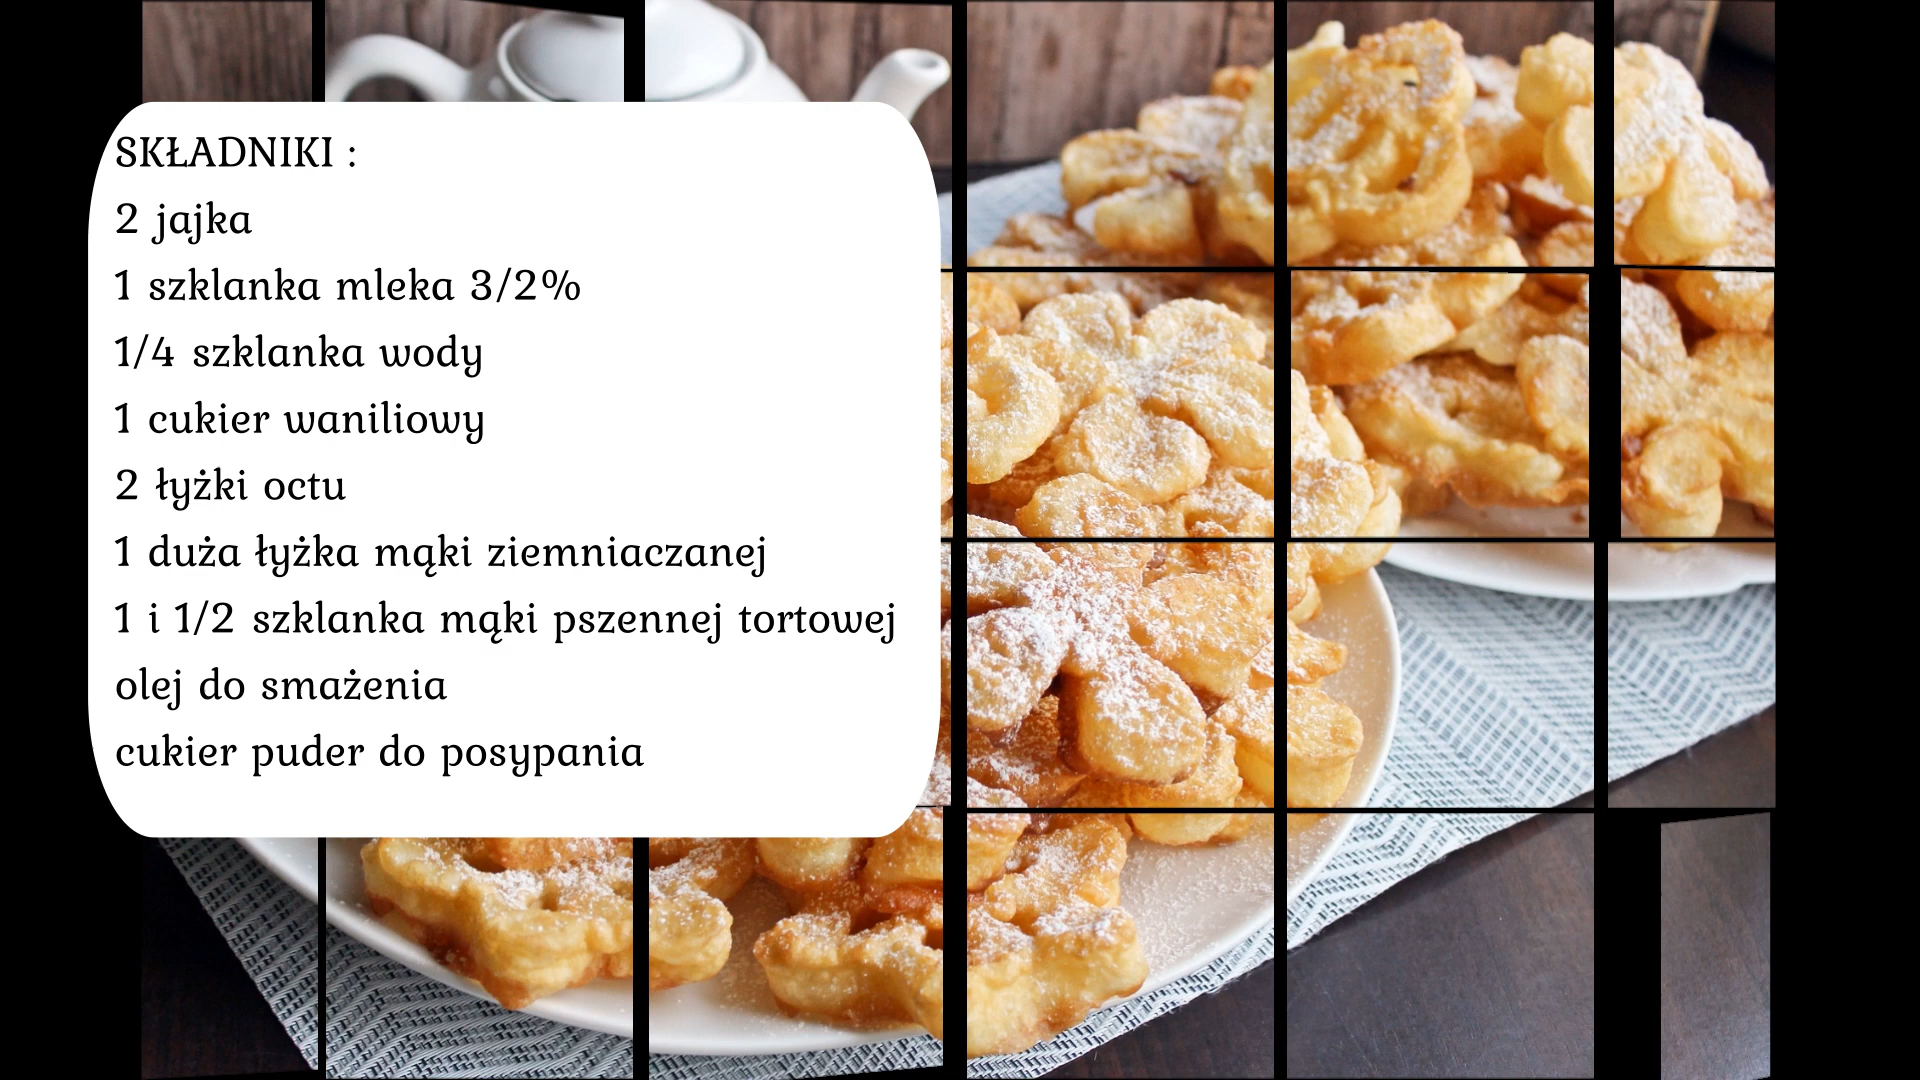 SKŁADNIKI :
2 jajka
1 szklanka mleka 3/2%
1/4 szklanka wody
1 cukier waniliowy
2 łyżki octu
1 duża łyżka mąki ziemniaczanej
1 i 1/2 szklanka mąki pszennej tortowej
olej do smażenia
cukier puder do posypania